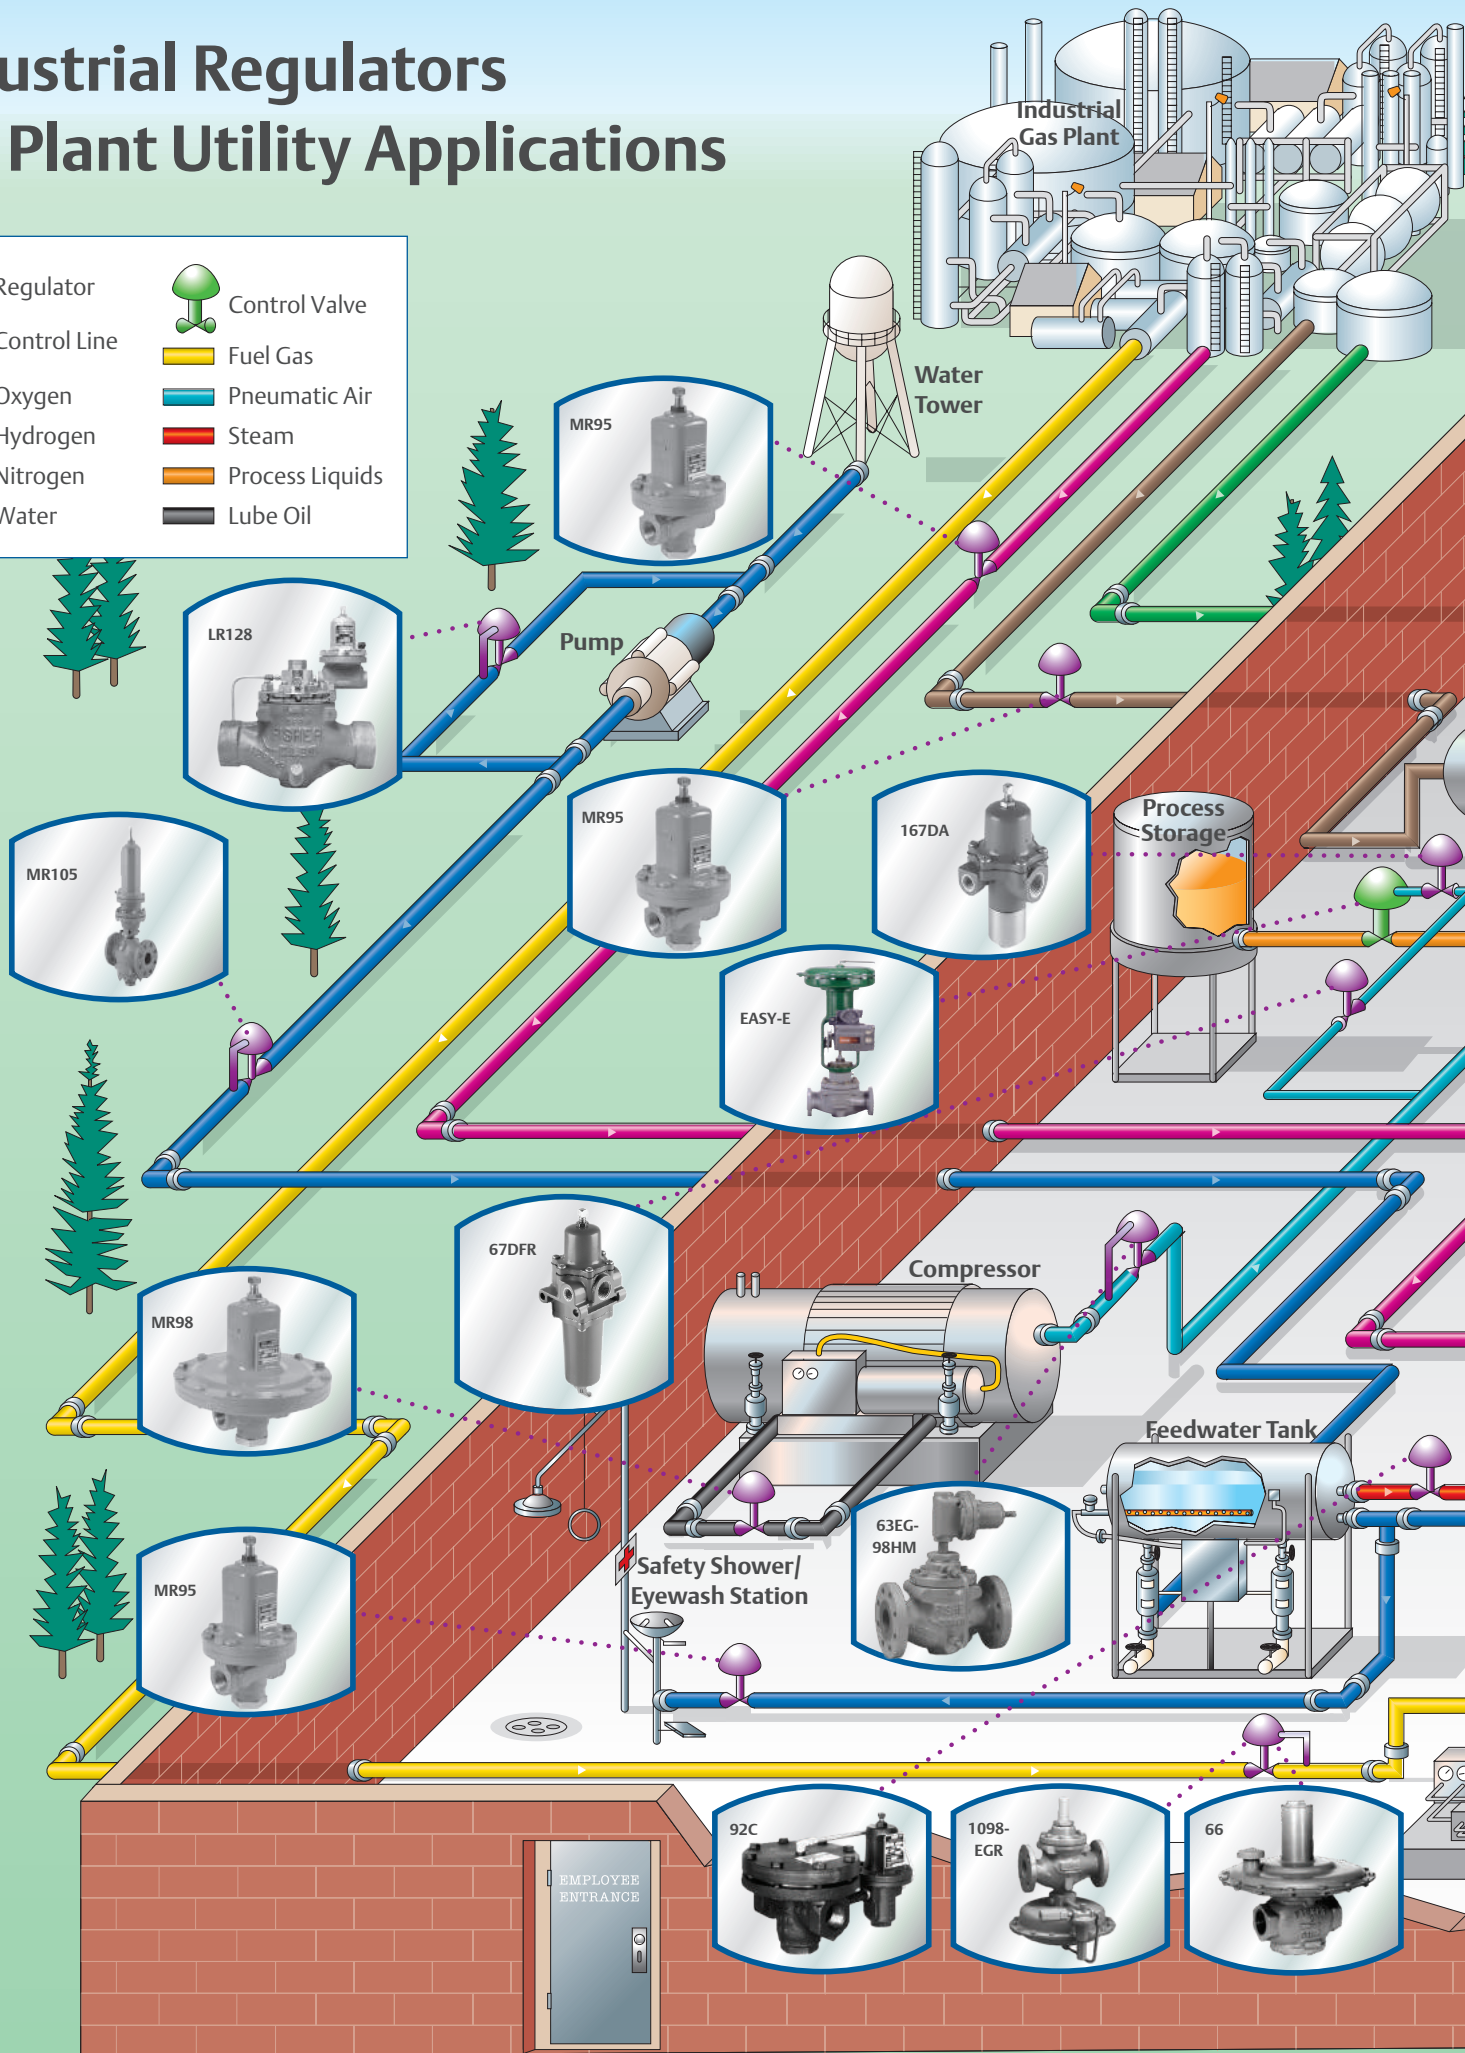 ustrial Regulators
Plant Utility Applications
Industrial
Gas Plant
Regulator
Control Valve
Control Line
Fuel Gas
Oxygen
Pneumatic Air
Hydrogen
Steam
Nitrogen
Process Liquids
Water
Lube Oil
Water
Tower
MR95
LR128
Pump
MR95
167DA
Process
Storage
MR105
EASY-E
67DFR
Compressor
MR98
Feedwater Tank
63EG-
98HM
Safety Shower/
Eyewash Station
MR95
92C
1098-
EGR
66
EMPLOYEE
ENTRANCE
FISHER